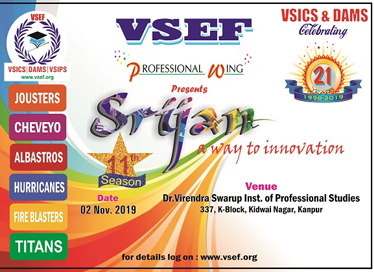 VSEF
VSICS|DAMS|VSIPS
www.vsef.org
VSEF
PROFESSIONAL WING
Presents
Srijan
a way to innovation
11th
Season
VSICS & DAMS
Celebrating
21
1998-2019
JOUSTERS
CHEVEYO
ALBASTROS
HURRICANES
FIRE BLASTERS
TITANS
Date
02 Nov. 2019
Venue
Dr.Virendra Swarup Inst. of Professional Studies
337, K-Block, Kidwai Nagar, Kanpur
for details log on : www.vsef.org